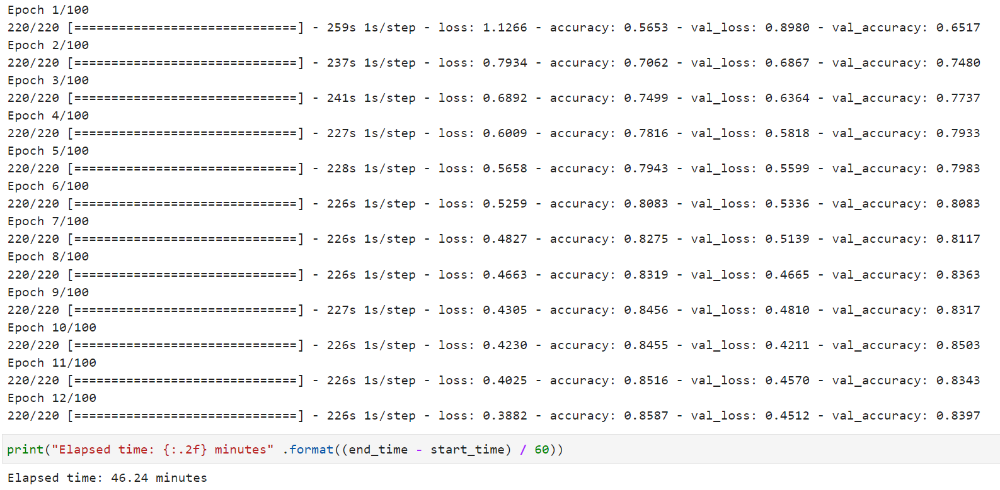 Epoch 1/100
220/220 [==============================] - 259s 1s/step - loss: 1.1266 - accuracy: 0.5653 - val_loss: 0.8980 - val_accuracy: 0.6517
Epoch 2/100
220/220 [==============================] - 237s 1s/step - loss: 0.7934 - accuracy: 0.7062 - val_loss: 0.6867 - val_accuracy: 0.7480
Epoch 3/100
220/220 [==============================] - 241s 1s/step - loss: 0.6892 - accuracy: 0.7499 - val_loss: 0.6364 - val_accuracy: 0.7737
Epoch 4/100
220/220 [==============================] - 227s 1s/step - loss: 0.6009 - accuracy: 0.7816 - val_loss: 0.5818 - val_accuracy: 0.7933
Epoch 5/100
220/220 [==============================] - 228s 1s/step - loss: 0.5658 - accuracy: 0.7943 - val_loss: 0.5599 - val_accuracy: 0.7983
Epoch 6/100
220/220 [==============================] - 226s 1s/step - loss: 0.5259 - accuracy: 0.8083 - val_loss: 0.5336 - val_accuracy: 0.8083
Epoch 7/100
220/220 [==============================] - 226s 1s/step - loss: 0.4827 - accuracy: 0.8275 - val_loss: 0.5139 - val_accuracy: 0.8117
Epoch 8/100
220/220 [==============================] - 226s 1s/step - loss: 0.4663 - accuracy: 0.8319 - val_loss: 0.4665 - val_accuracy: 0.8363
Epoch 9/100
220/220 [==============================] - 227s 1s/step - loss: 0.4305 - accuracy: 0.8456 - val_loss: 0.4810 - val_accuracy: 0.8317
Epoch 10/100
220/220 [==============================] - 226s 1s/step - loss: 0.4230 - accuracy: 0.8455 - val_loss: 0.4211 - val_accuracy: 0.8503
Epoch 11/100
220/220 [==============================] - 226s 1s/step - loss: 0.4025 - accuracy: 0.8516 - val_loss: 0.4570 - val_accuracy: 0.8343
Epoch 12/100
220/220 [==============================] - 226s 1s/step - loss: 0.3882 - accuracy: 0.8587 - val_loss: 0.4512 - val_accuracy: 0.8397
print("Elapsed time: {:.2f} minutes" .format((end_time - start_time) / 60))
Elapsed time: 46.24 minutes